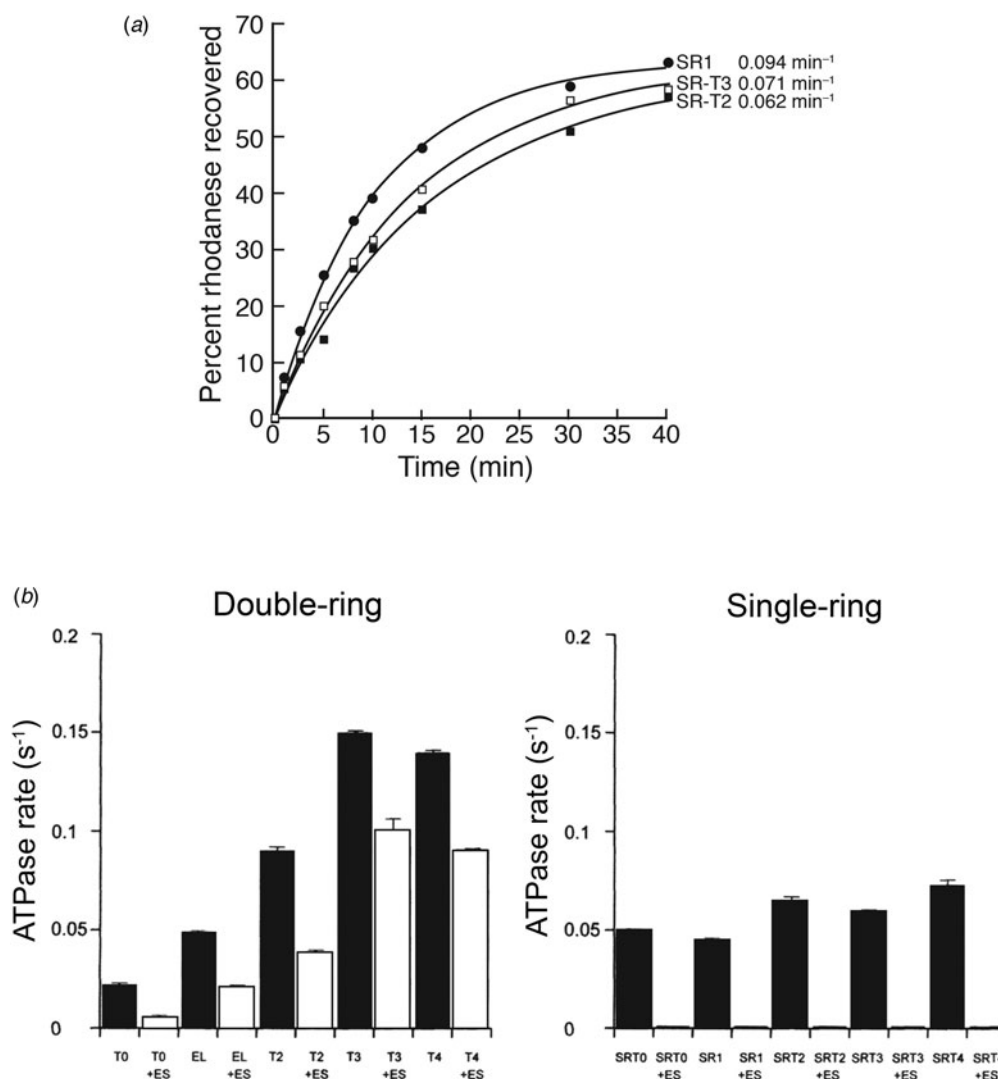 (a)
Percent rhodanese recovered
70
60
50
40
30
20
10
0
0 5 10 15 20 25 30 35 40
Time (min)
SR1 0.094 min⁻¹
SR-T3 0.071 min⁻¹
SR-T2 0.062 min⁻¹
(b)
Double-ring
ATPase rate (s⁻¹)
0.2
0.15
0.1
0.05
0
T0 T0 EL EL T2 T2 T3 T3 T4 T4
+ES +ES +ES +ES +ES
Single-ring
ATPase rate (s⁻¹)
0.2
0.15
0.1
0.05
0
SRT0 SRT0 SR1 SR1 SRT2 SRT2 SRT3 SRT3 SRT4
+ES +ES +ES +ES +ES